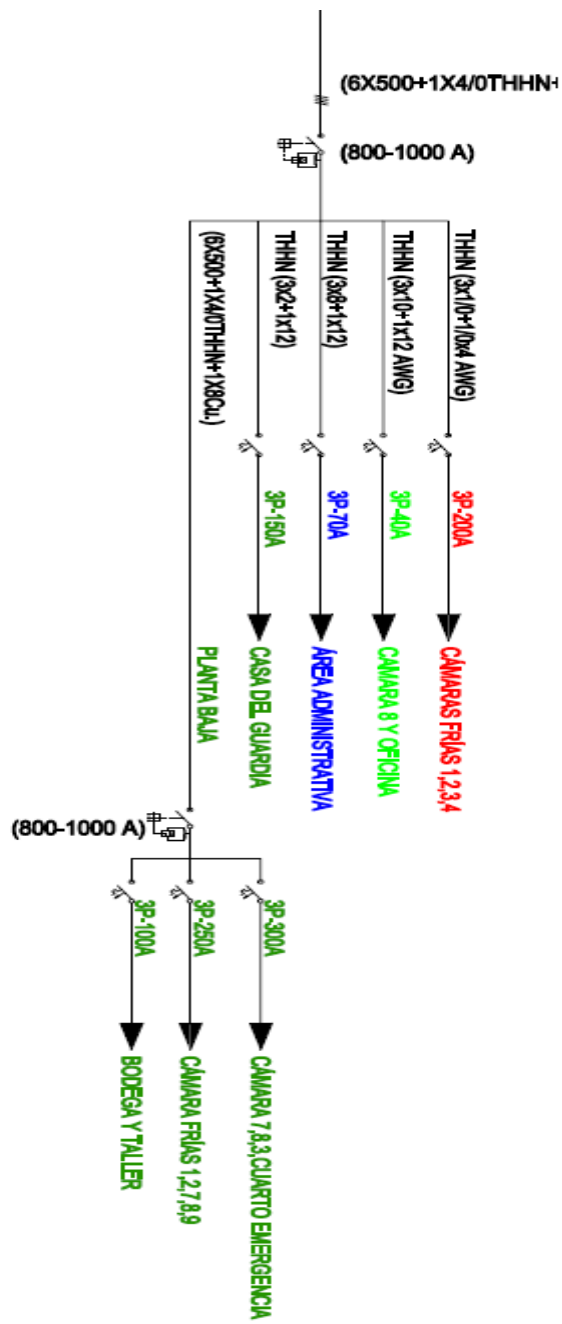 (6X500+1X4/0THHN+
(800-1000 A)
(6X500+1X4/0THHN+1X8Cu.)
THHN (3x2+1x12)
THHN (3x8+1x12)
THHN (3x10+1x12 AWG)
THHN (3x1/0+1/0x4 AWG)
3P-150A
3P-70A
3P-40A
3P-200A
PLANTA BAJA
CASA DEL GUARDIA
ÁREA ADMINISTRATIVA
CAMARA 8 Y OFICINA
CÁMARAS FRÍAS 1,2,3,4
(800-1000 A)
3P-100A
3P-250A
3P-300A
BODEGA Y TALLER
CÁMARA FRÍAS 1,2,7,8,9
CÁMARA 7,8,3,CUARTO EMERGENCIA